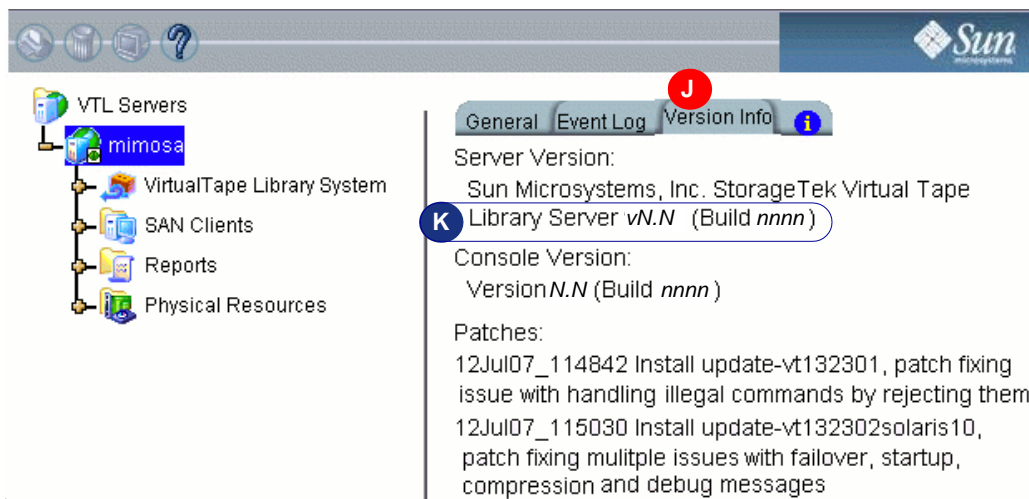 Sun
microsystems
J
VTL Servers
mimosa
VirtualTape Library System
SAN Clients
Reports
Physical Resources
General
Event Log
Version Info
i
Server Version:
Sun Microsystems, Inc. StorageTek Virtual Tape
K
Library Server vN.N (Build nnnn)
Console Version:
Version N.N (Build nnnn)
Patches:
12Jul07_114842 Install update-vt132301, patch fixing
issue with handling illegal commands by rejecting them
12Jul07_115030 Install update-vt132302solaris10,
patch fixing mulitple issues with failover, startup,
compression and debug messages